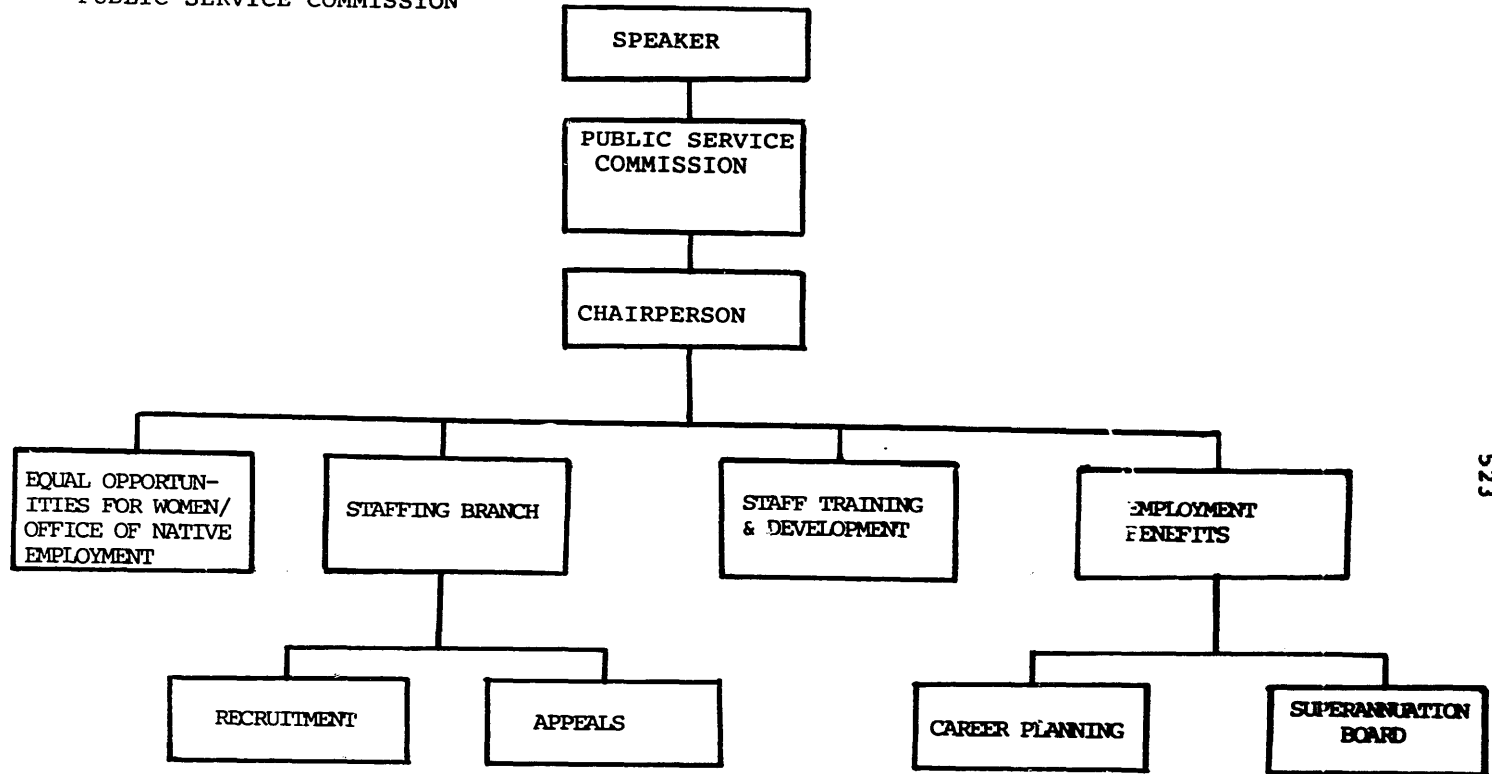 PUBLIC SERVICE COMMISSION
SPEAKER
PUBLIC SERVICE
COMMISSION
CHAIRPERSON
EQUAL OPPORTUN-
ITIES FOR WOMEN/
OFFICE OF NATIVE
EMPLOYMENT
STAFFING BRANCH
STAFF TRAINING
& DEVELOPMENT
EMPLOYMENT
BENEFITS
523
RECRUITMENT
APPEALS
CAREER PLANNING
SUPERANNUATION
BOARD